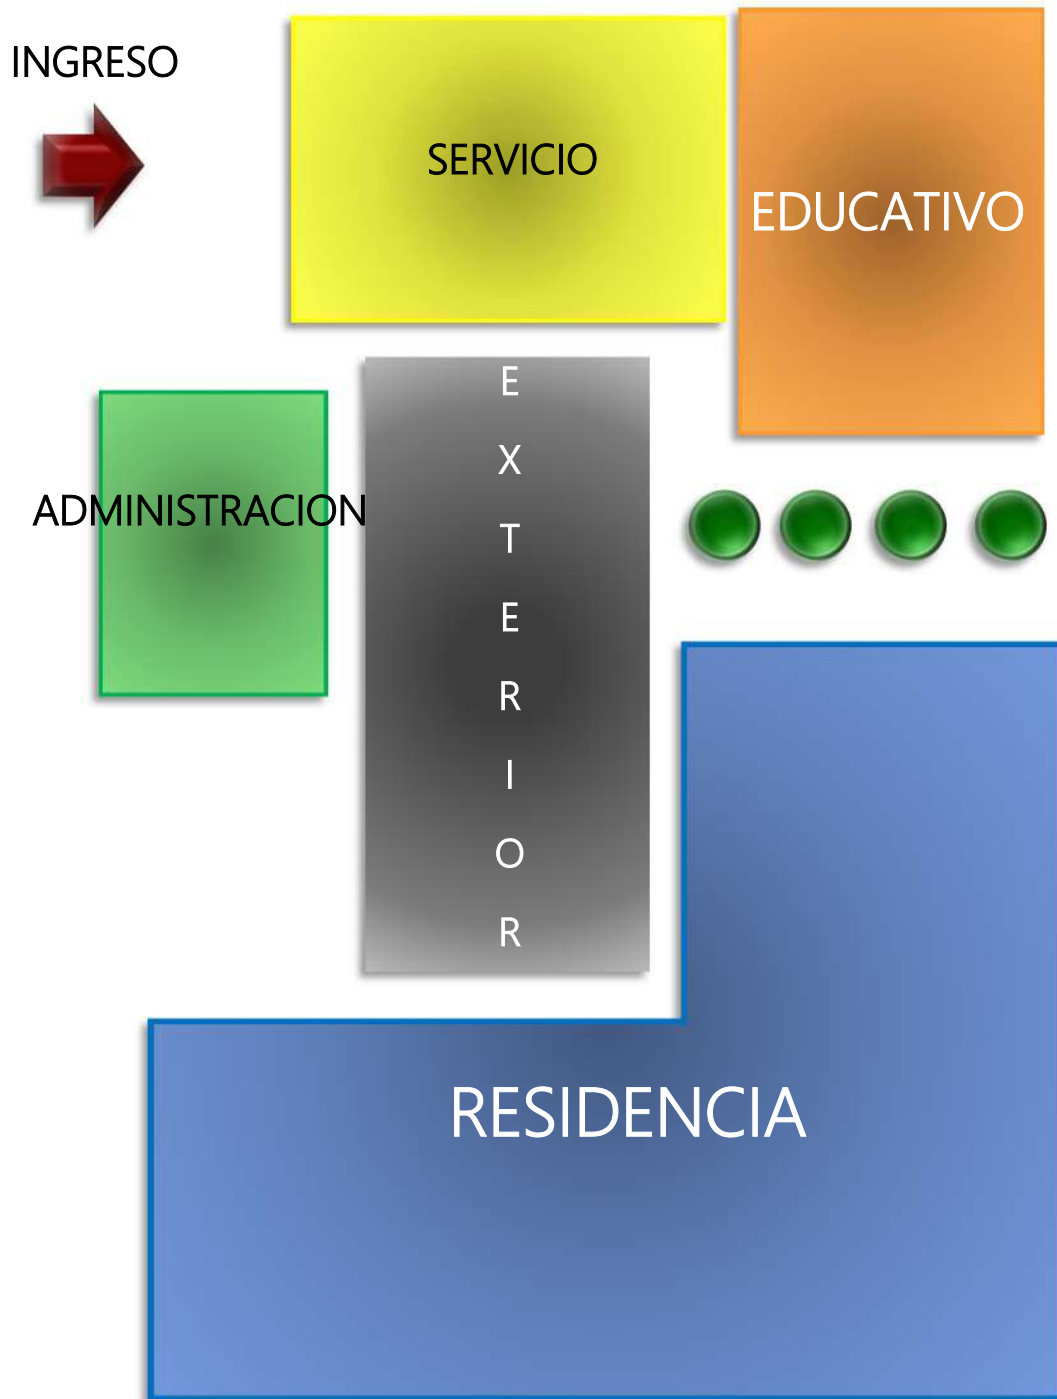 INGRESO
SERVICIO
EDUCATIVO
ADMINISTRACION
E
X
T
E
R
I
O
R
RESIDENCIA